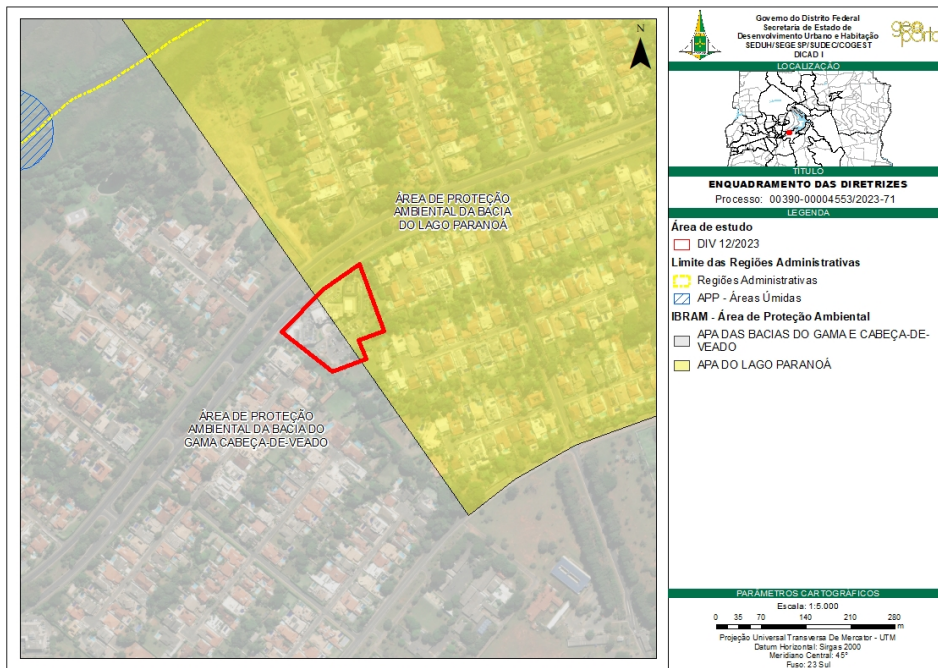 ÁREA DE PROTEÇÃO
AMBIENTAL DA BACIA
DO LAGO PARANOÁ
ÁREA DE PROTEÇÃO
AMBIENTAL DA BACIA DO
GAMA CABEÇA-DE-VEADO
N
Governo do Distrito Federal
Secretaria de Estado de
Desenvolvimento Urbano e Habitação
SEDUH/SEGESP/SUDEC/COGEST
DICAD I
geo
porta
LOCALIZAÇÃO
TÍTULO
ENQUADRAMENTO DAS DIRETRIZES
Processo: 00390-00004553/2023-71
LEGENDA
Área de estudo
DIV 12/2023
Limite das Regiões Administrativas
Regiões Administrativas
APP - Áreas Úmidas
IBRAM - Área de Proteção Ambiental
APA DAS BACIAS DO GAMA E CABEÇA-DE-
VEADO
APA DO LAGO PARANOÁ
PARÂMETROS CARTOGRÁFICOS
Escala: 1:5.000
0 35 70 140 210 280
m
Projeção Universal Transversa De Mercator - UTM
Datum Horizontal: Sirgas 2000
Meridiano Central: 45°
Fuso: 23 Sul